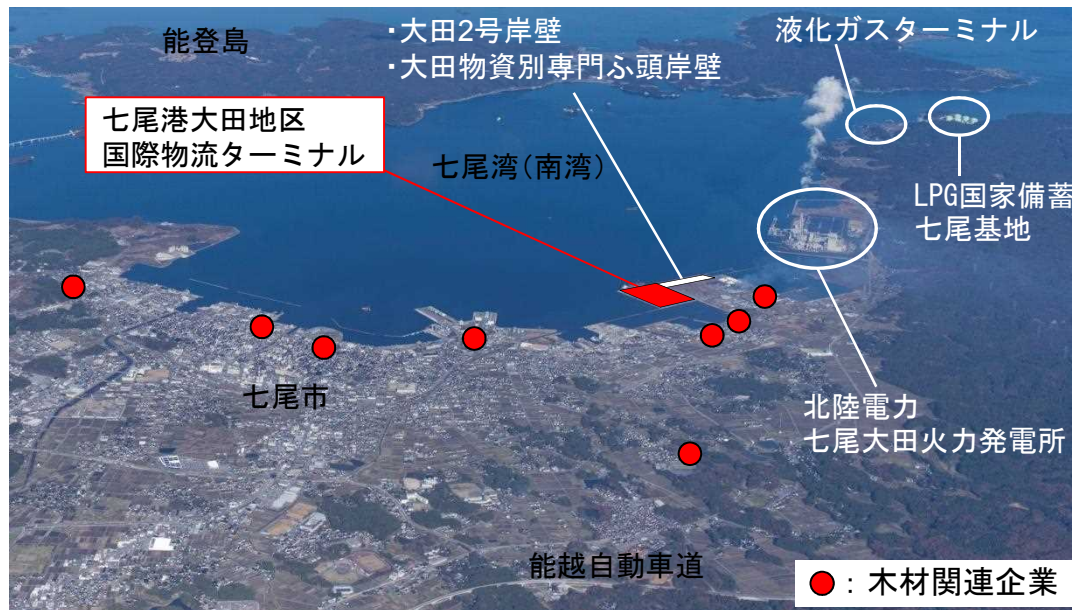 能登島
・大田2号岸壁
・大田物資別専門ふ頭岸壁
液化ガスターミナル
七尾港大田地区
国際物流ターミナル
七尾湾(南湾)
LPG国家備蓄
七尾基地
七尾市
北陸電力
七尾大田火力発電所
能越自動車道
：木材関連企業